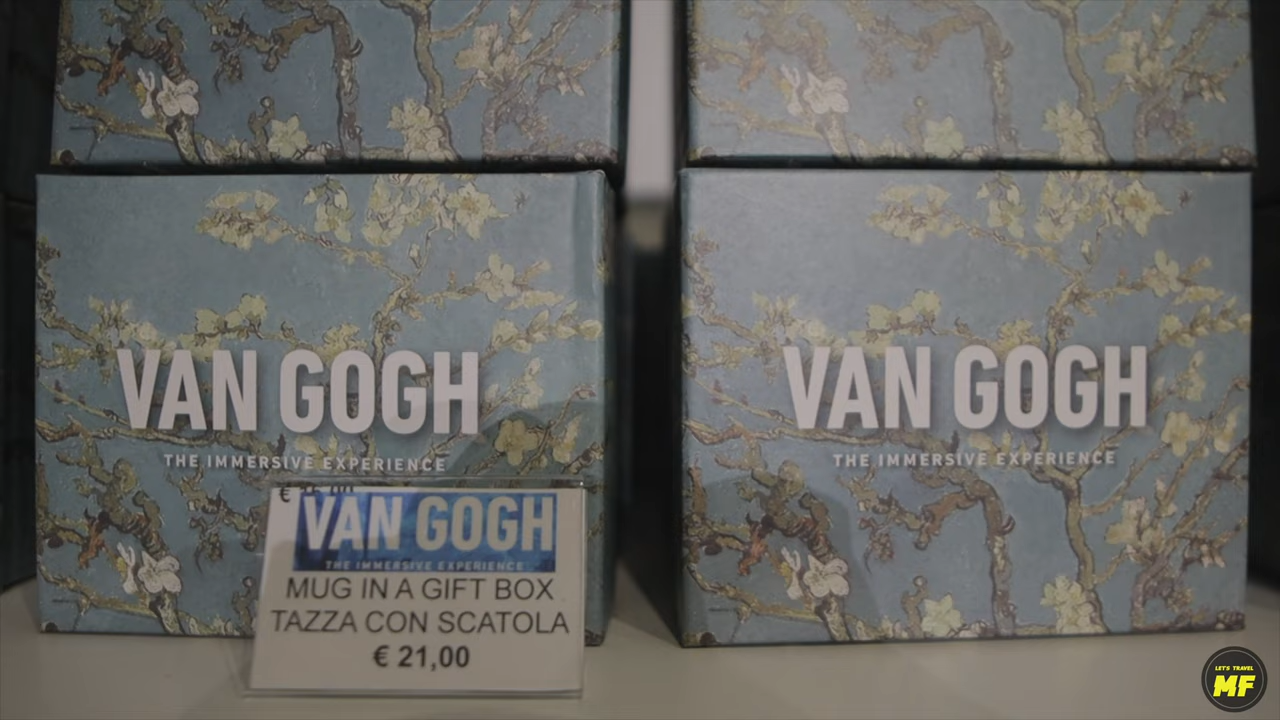 VAN GOGH
THE IMMERSIVE EXPERIENCE
VAN GOGH
THE IMMERSIVE EXPERIENCE
€
VAN GOGH
THE IMMERSIVE EXPERIENCE
MUG IN A GIFT BOX
TAZZA CON SCATOLA
€ 21,00
LET'S TRAVEL
MF